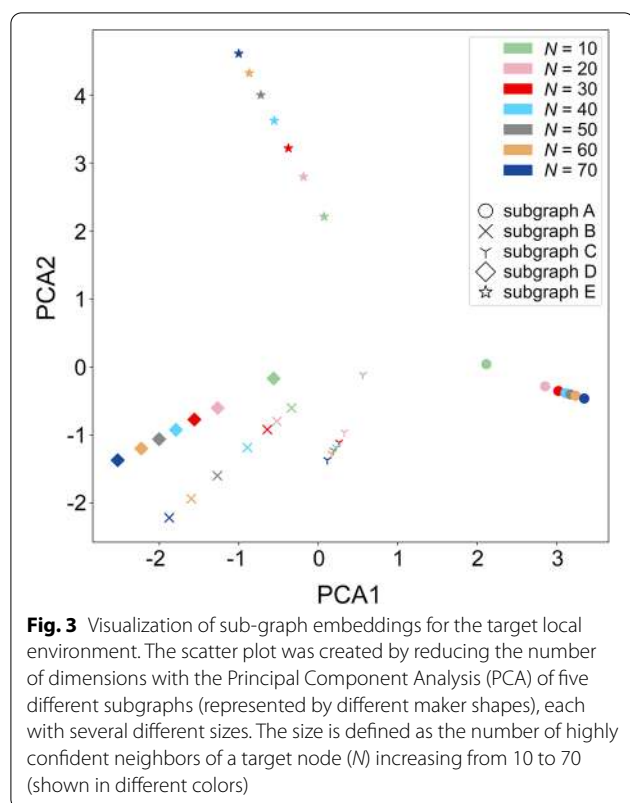 4
3
2
1
0
-1
-2
PCA2
-2
-1
0
1
2
3
PCA1
N = 10
N = 20
N = 30
N = 40
N = 50
N = 60
N = 70
subgraph A
subgraph B
subgraph C
subgraph D
subgraph E
Fig. 3 Visualization of sub-graph embeddings for the target local
environment. The scatter plot was created by reducing the number
of dimensions with the Principal Component Analysis (PCA) of five
different subgraphs (represented by different maker shapes), each
with several different sizes. The size is defined as the number of highly
confident neighbors of a target node (N) increasing from 10 to 70
(shown in different colors)